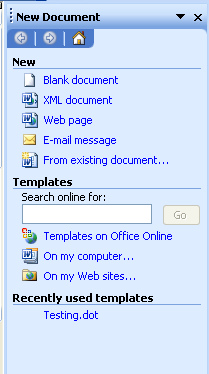 New Document
New
Blank document
XML document
Web page
E-mail message
From existing document...
Templates
Search online for:
Go
Templates on Office Online
On my computer...
On my Web sites...
Recently used templates
Testing.dot